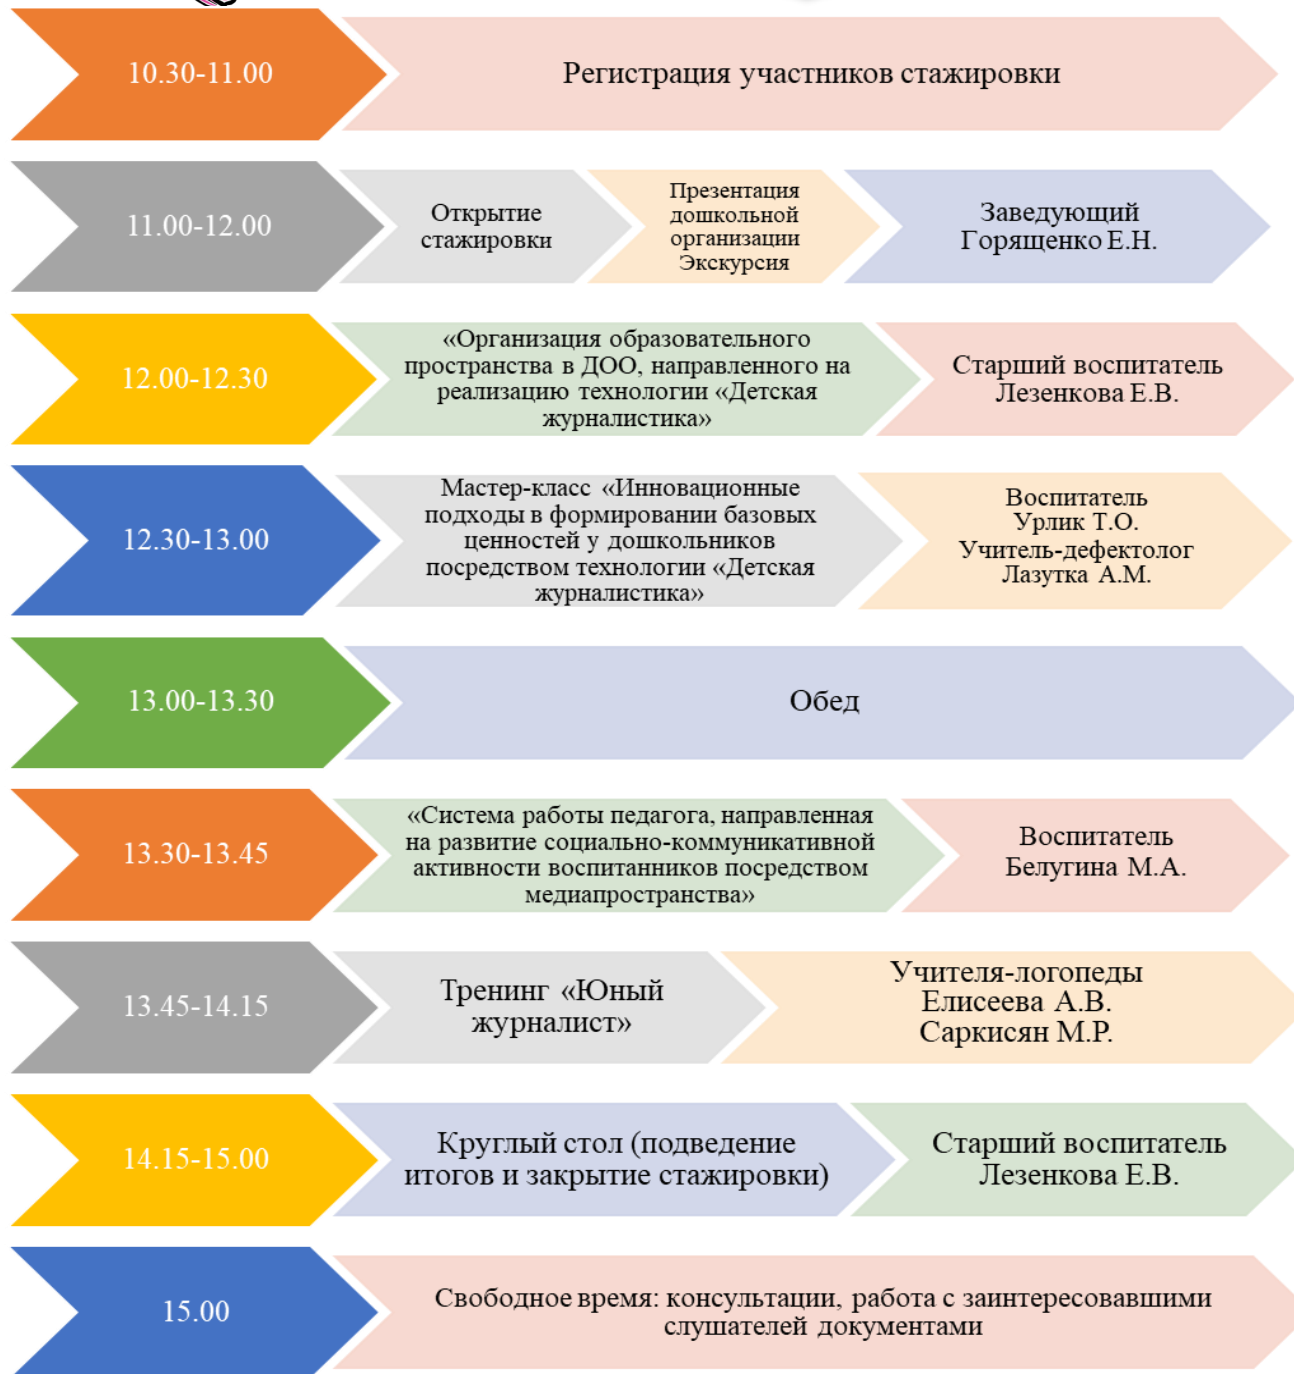 10.30-11.00
Регистрация участников стажировки
11.00-12.00
Открытие
стажировки
Презентация
дошкольной
организации
Экскурсия
Заведующий
Горященко Е.Н.
12.00-12.30
«Организация образовательного
пространства в ДОО, направленного на
реализацию технологии «Детская
журналистика»
Старший воспитатель
Лезенкова Е.В.
12.30-13.00
Мастер-класс «Инновационные
подходы в формировании базовых
ценностей у дошкольников
посредством технологии «Детская
журналистика»
Воспитатель
Урлик Т.О.
Учитель-дефектолог
Лазутка А.М.
13.00-13.30
Обед
13.30-13.45
«Система работы педагога, направленная
на развитие социально-коммуникативной
активности воспитанников посредством
медиапространства»
Воспитатель
Белугина М.А.
13.45-14.15
Тренинг «Юный
журналист»
Учителя-логопеды
Елисеева А.В.
Саркисян М.Р.
14.15-15.00
Круглый стол (подведение
итогов и закрытие стажировки)
Старший воспитатель
Лезенкова Е.В.
15.00
Свободное время: консультации, работа с заинтересовавшими
слушателей документами